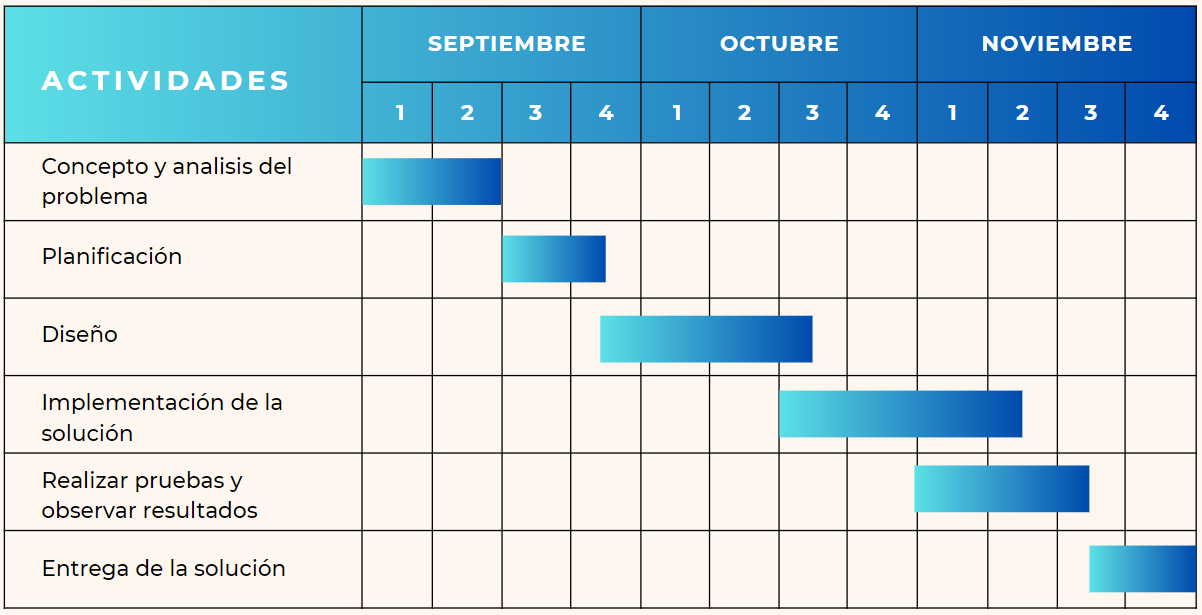 ACTIVIDADES
SEPTIEMBRE OCTUBRE NOVIEMBRE
1 2 3 4 1 2 3 4 1 2 3 4
Concepto y analisis del
problema
Planificación
Diseño
Implementación de la
solución
Realizar pruebas y
observar resultados
Entrega de la solución